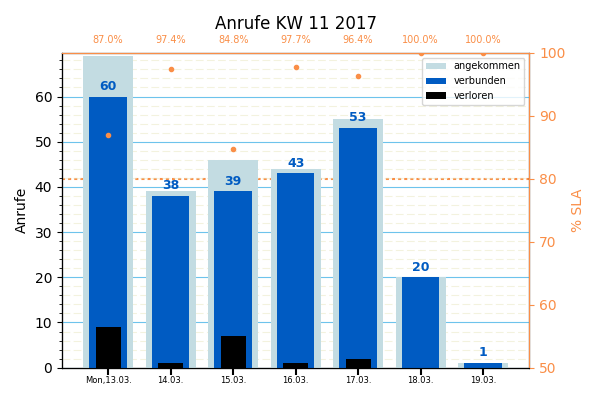 Anrufe KW 11 2017
87.0% 97.4% 84.8% 97.7% 96.4% 100.0% 100.0%
angekommen
verbunden
verloren
60 38 39 43 53 20 1
Anrufe
60
50
40
30
20
10
0
100
90
80
70
60
50
% SLA
Mon,13.03. 14.03. 15.03. 16.03. 17.03. 18.03. 19.03.